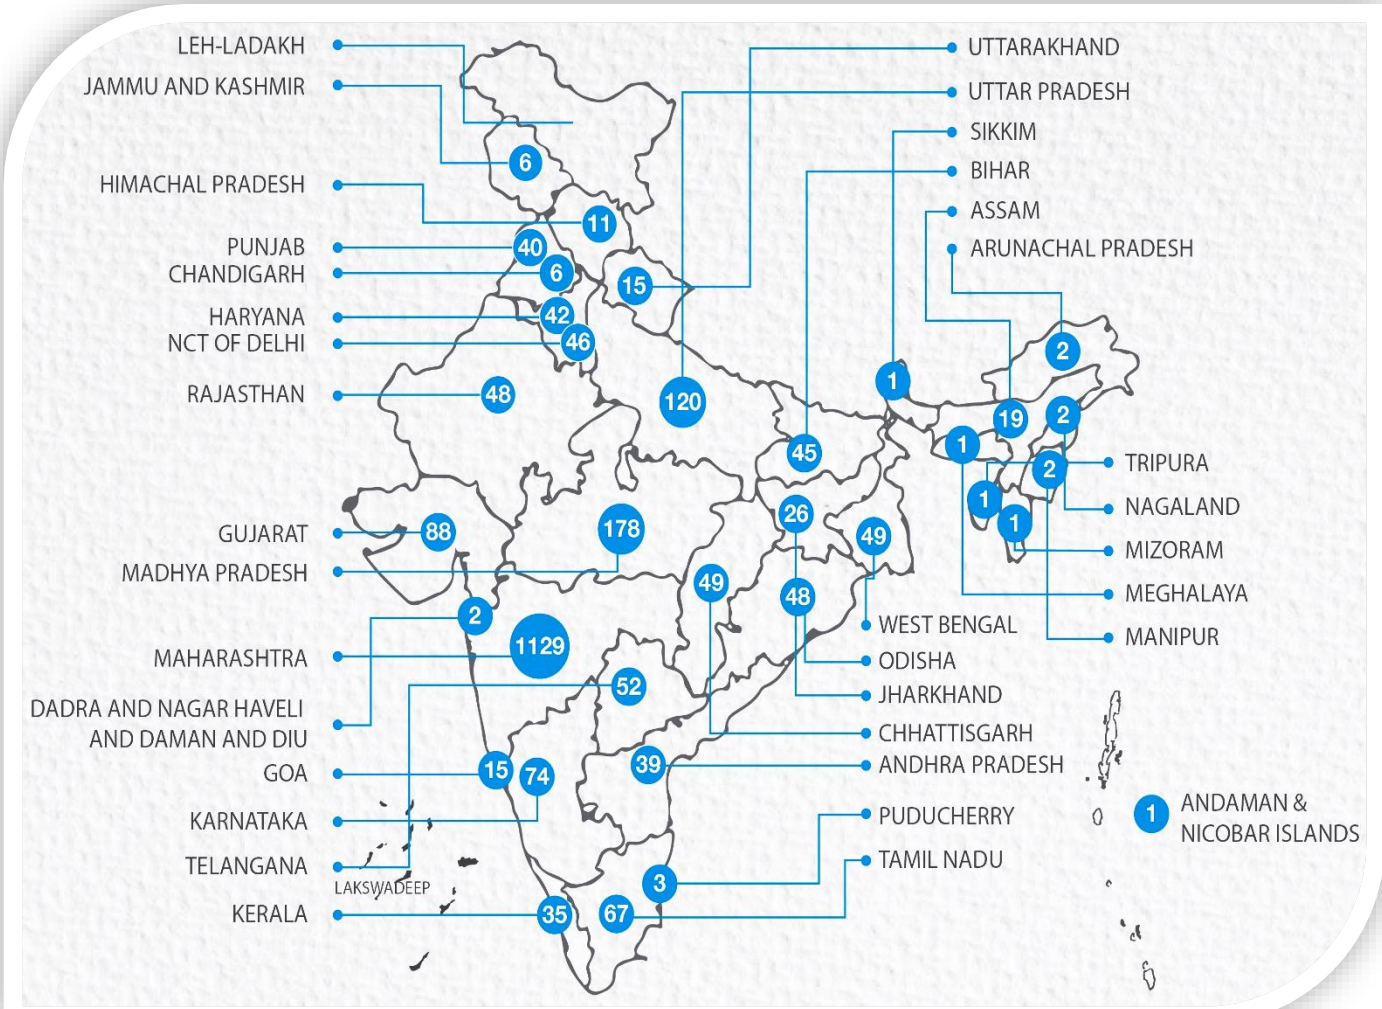 LEH-LADAKH
JAMMU AND KASHMIR
6
HIMACHAL PRADESH
11
PUNJAB
40
CHANDIGARH
6
HARYANA
42
NCT OF DELHI
46
RAJASTHAN
48
GUJARAT
88
MADHYA PRADESH
178
2
MAHARASHTRA
1129
DADRA AND NAGAR HAVELI
AND DAMAN AND DIU
GOA
15
KARNATAKA
74
TELANGANA
52
LAKSWADEEP
KERALA
35
UTTARAKHAND
15
UTTAR PRADESH
120
SIKKIM
1
BIHAR
45
ASSAM
19
ARUNACHAL PRADESH
2
TRIPURA
1
NAGALAND
2
MIZORAM
1
MEGHALAYA
1
MANIPUR
2
WEST BENGAL
49
ODISHA
48
JHARKHAND
26
CHHATTISGARH
49
ANDHRA PRADESH
39
PUDUCHERRY
3
TAMIL NADU
67
1
ANDAMAN &
NICOBAR ISLANDS